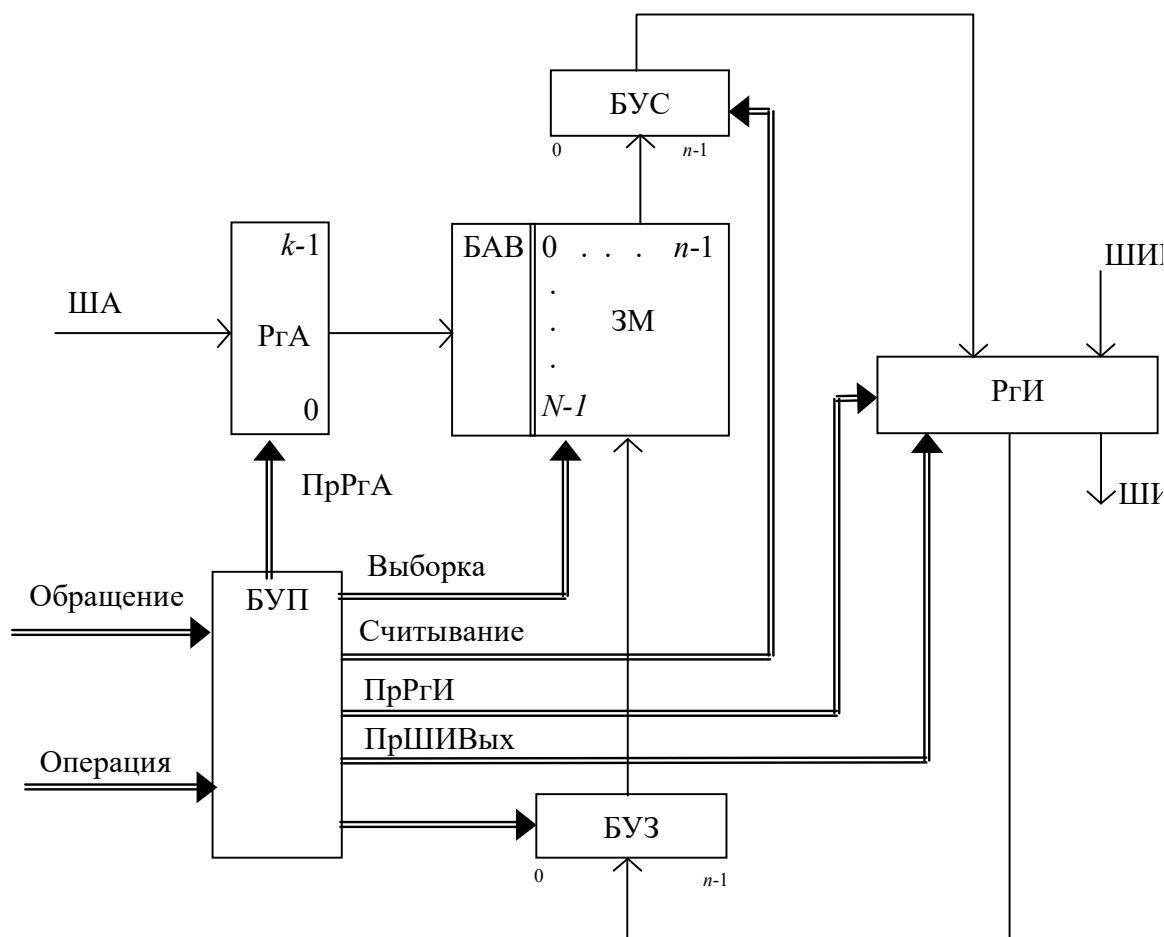 БУС
0 n-1
k-1
ША
РгА
0
БАВ 0 . . . n-1
.
. ЗМ
.
N-1
РгИ
ПрРгА
Обращение
БУП
Выборка
Считывание
ПрРгИ
ПрШИВых
Операция
БУЗ
0 n-1